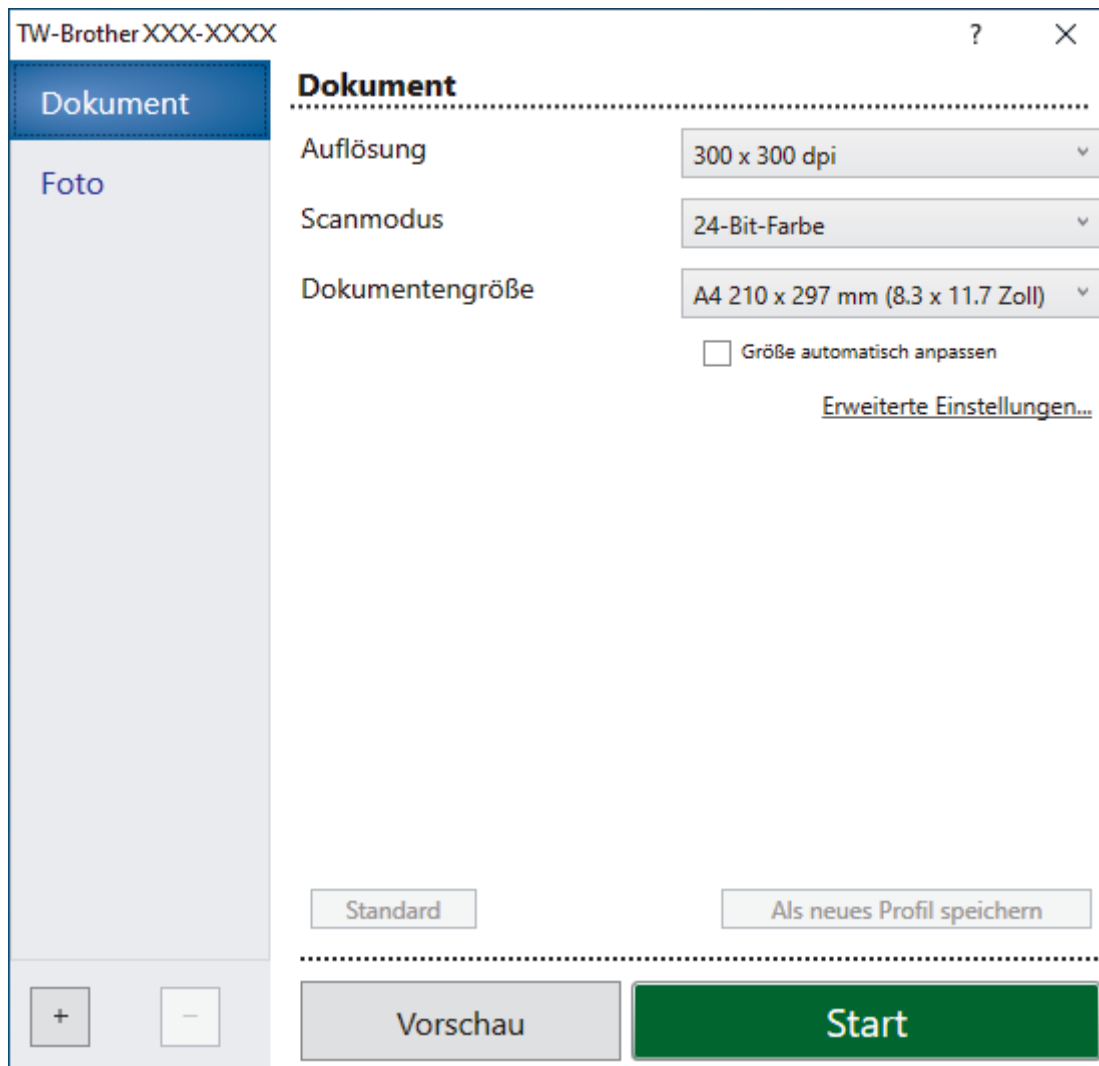 TW-Brother XXX-XXXX
?
Dokument
Foto
Dokument
Auflösung
300 x 300 dpi
Scanmodus
24-Bit-Farbe
Dokumentengröße
A4 210 x 297 mm (8.3 x 11.7 Zoll)
Größe automatisch anpassen
Erweiterte Einstellungen...
Standard
Als neues Profil speichern
+
−
Vorschau
Start